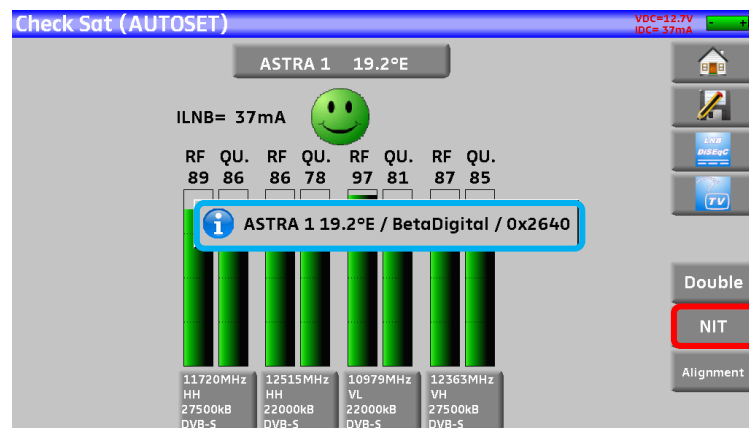 Check Sat (AUTOSET)
VDC=12.7V
IDC= 37mA
- +
ASTRA 1 19.2°E
ILNB= 37mA
RF QU. RF QU. RF QU. RF QU.
89 86 86 78 97 81 87 85
ASTRA 1 19.2°E / BetaDigital / 0x2640
11720MHz
HH
27500kB
DVB-S
12515MHz
HH
22000kB
DVB-S
10979MHz
VL
22000kB
DVB-S
12363MHz
VH
27500kB
DVB-S
LNB
DiSEqC
TV
Double
NIT
Alignment